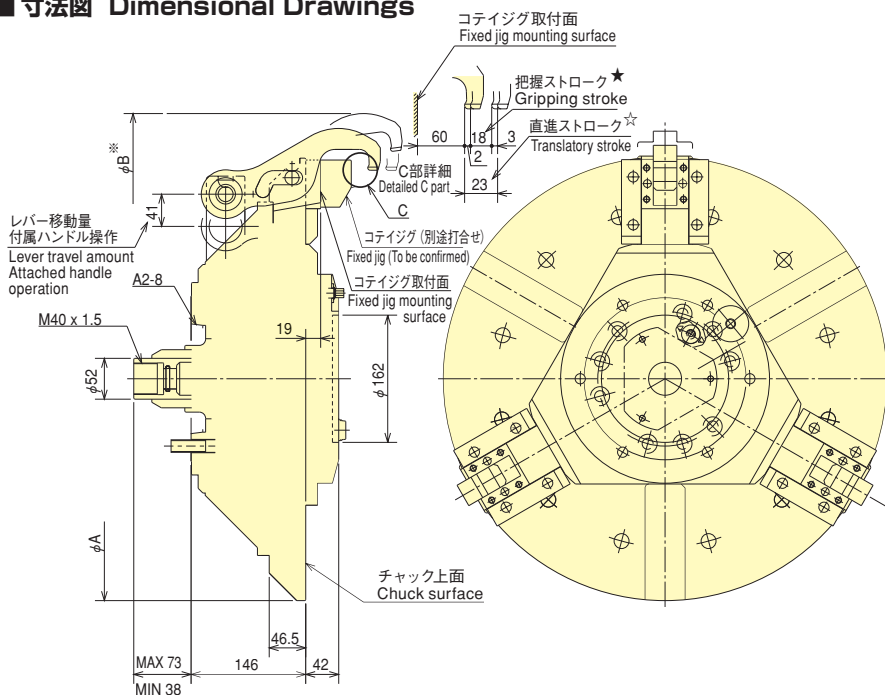 ■寸法図 Dimensional Drawings
コテイジグ取付面
Fixed jig mounting surface
把握ストローク★
Gripping stroke
直進ストローク☆
Translatory stroke
60
18
3
2
23
C部詳細
Detailed C part
C
φB※
41
レバー移動量
付属ハンドル操作
Lever travel amount
Attached handle
operation
コテイジグ(別途打合せ)
Fixed jig (To be confirmed)
コテイジグ取付面
Fixed jig mounting
surface
A2-8
M40 x 1.5
19
φ52
φ162
φA
チャック上面
Chuck surface
46.5
MAX 73
146
42
MIN 38